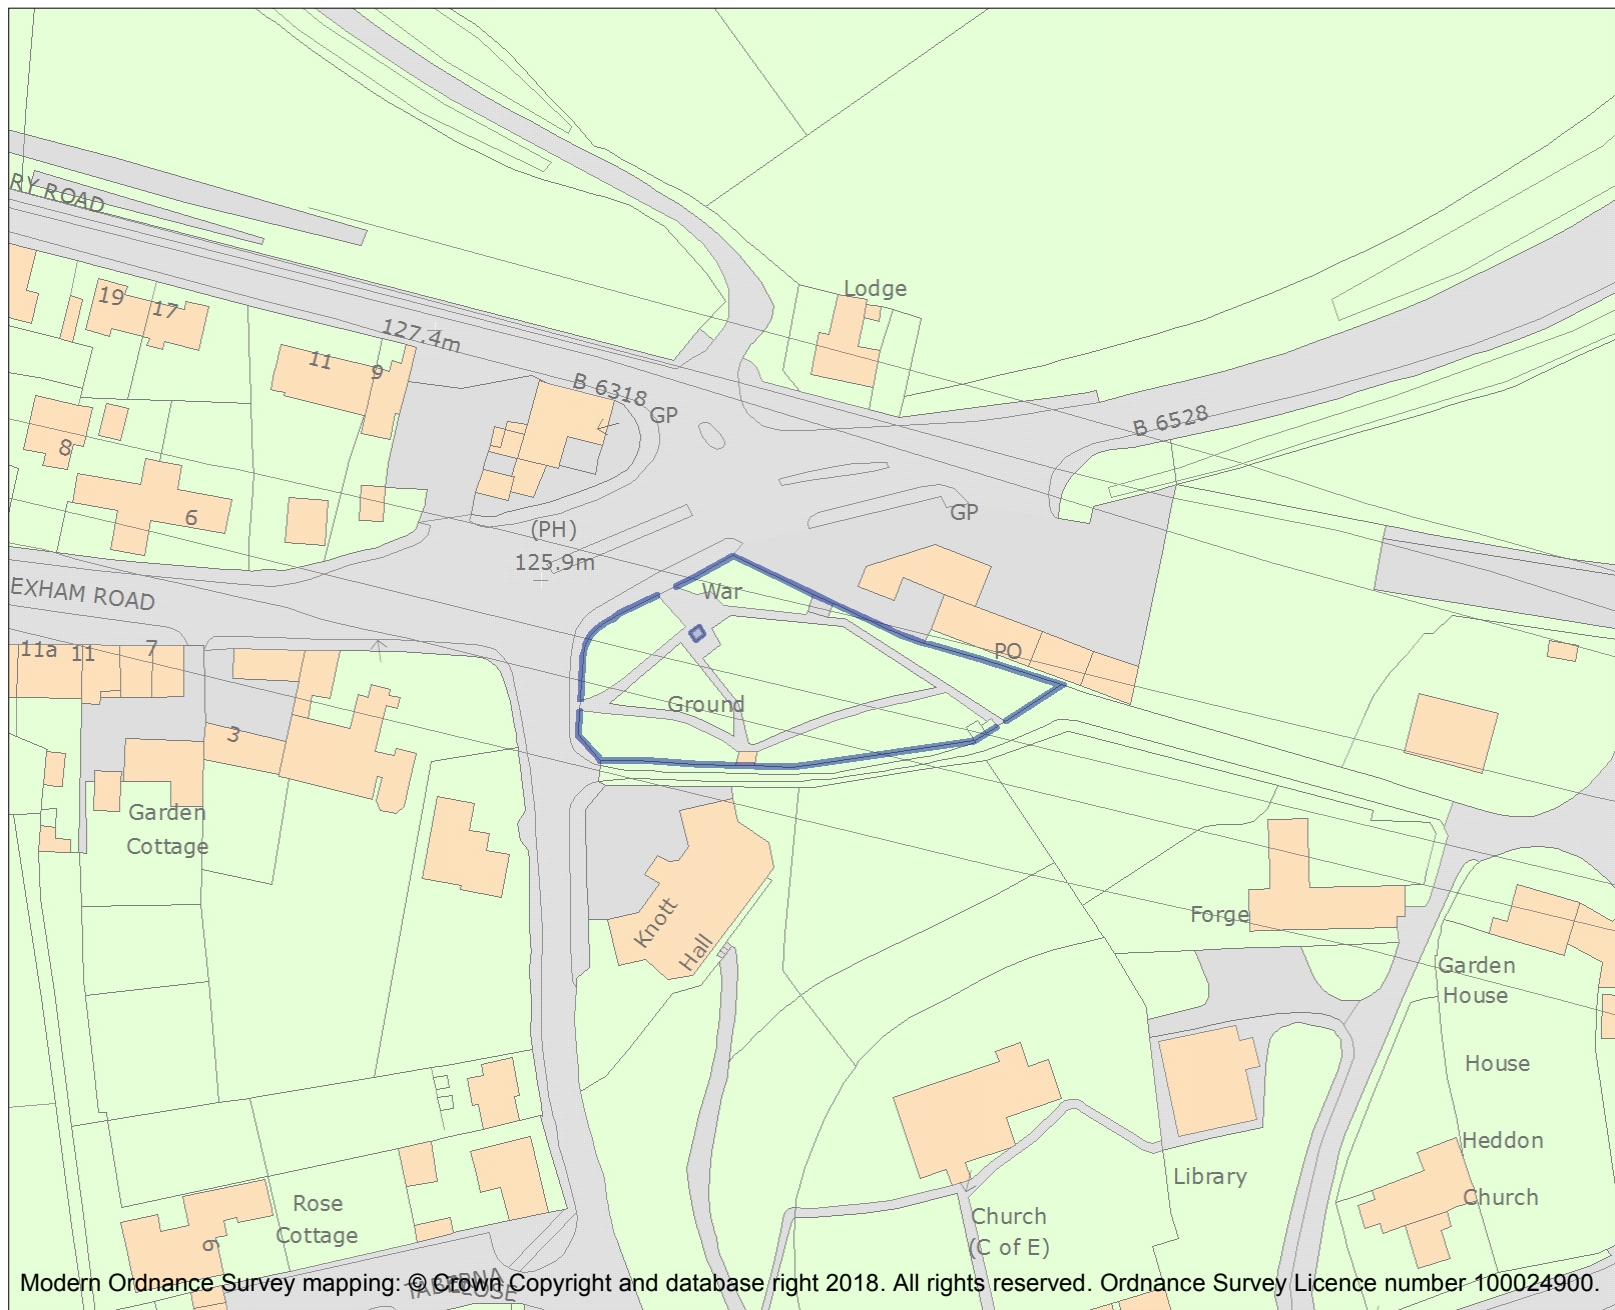 RY ROAD
Lodge
19
17
127.4m
11
9
B 6318
GP
B 6528
8
6
GP
(PH)
125.9m
EXHAM ROAD
War
11a
11
7
PO
Ground
3
Garden
Cottage
Knott
Hall
Forge
Garden
House
House
Heddon
Church
Library
Rose
Cottage
Church
(C of E)
9
TABERNA
CLOSE
Modern Ordnance Survey mapping: © Crown Copyright and database right 2018. All rights reserved. Ordnance Survey Licence number 100024900.